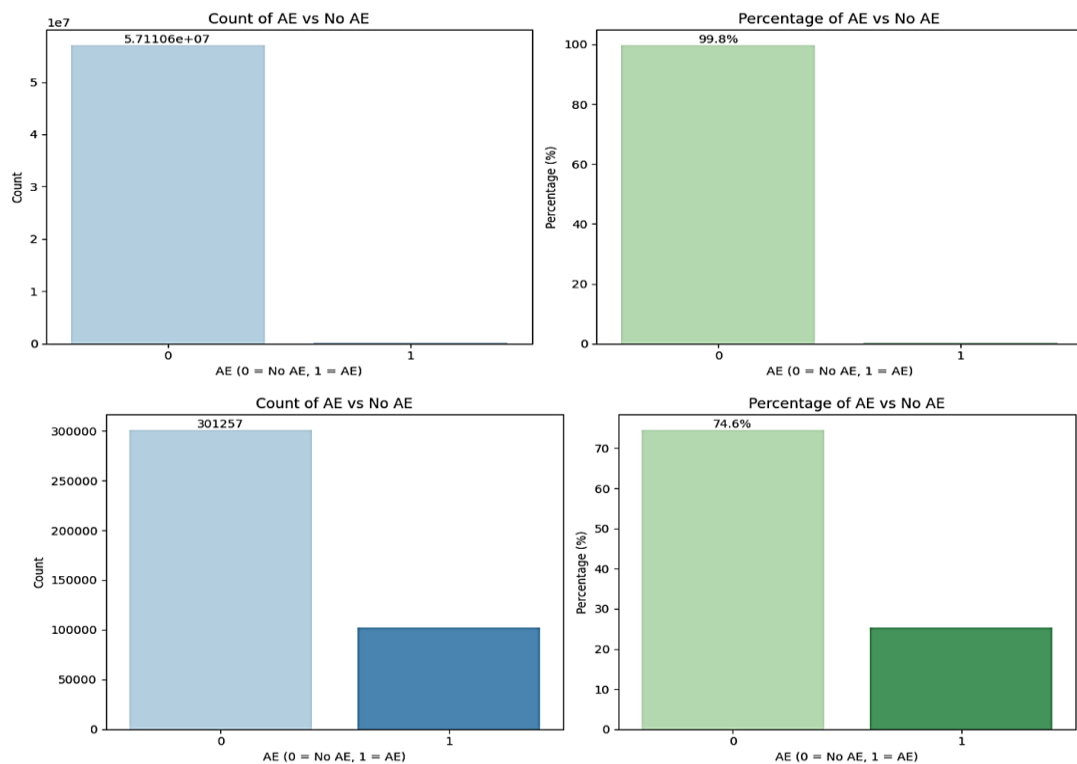 Count of AE vs No AE
1e7
5.71106e+07
5
4
3
2
1
0
Count
0
1
AE (0 = No AE, 1 = AE)
Percentage of AE vs No AE
99.8%
100
80
60
40
20
0
Percentage (%)
0
1
AE (0 = No AE, 1 = AE)
Count of AE vs No AE
301257
300000
250000
200000
150000
100000
50000
0
Count
0
1
AE (0 = No AE, 1 = AE)
Percentage of AE vs No AE
74.6%
70
60
50
40
30
20
10
0
Percentage (%)
0
1
AE (0 = No AE, 1 = AE)